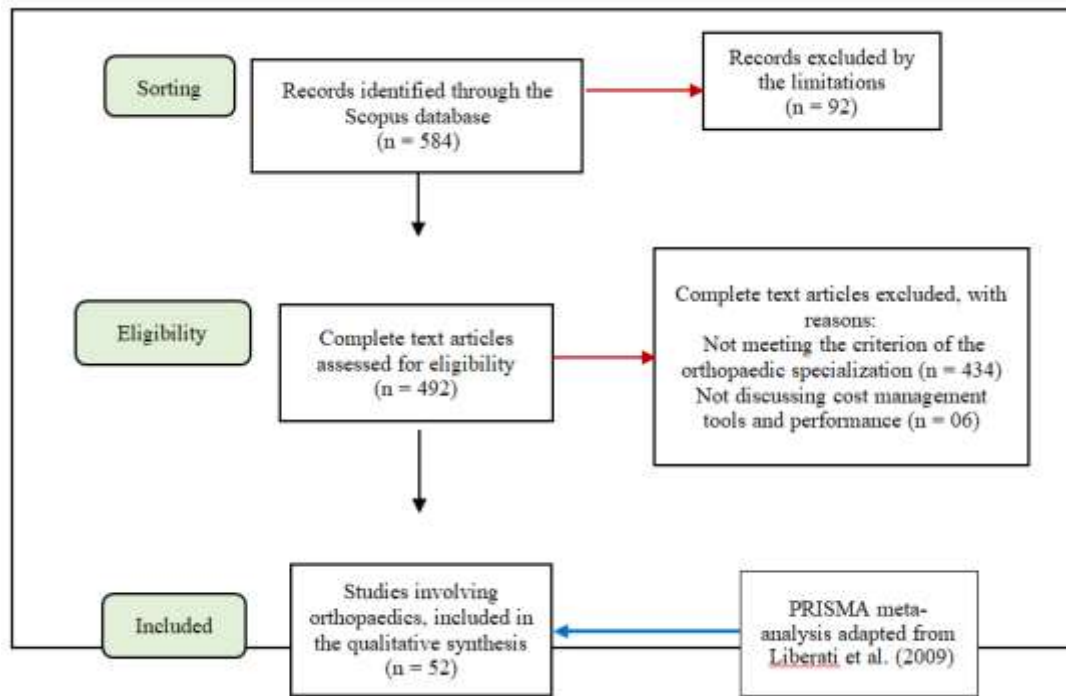 Sorting
Records identified through the
Scopus database
(n = 584)
Records excluded by
the limitations
(n = 92)
Eligibility
Complete text articles
assessed for eligibility
(n = 492)
Complete text articles excluded, with
reasons:
Not meeting the criterion of the
orthopaedic specialization (n = 434)
Not discussing cost management
tools and performance (n = 06)
Included
Studies involving
orthopaedics, included in
the qualitative synthesis
(n = 52)
PRISMA meta-
analysis adapted from
Liberati et al. (2009)